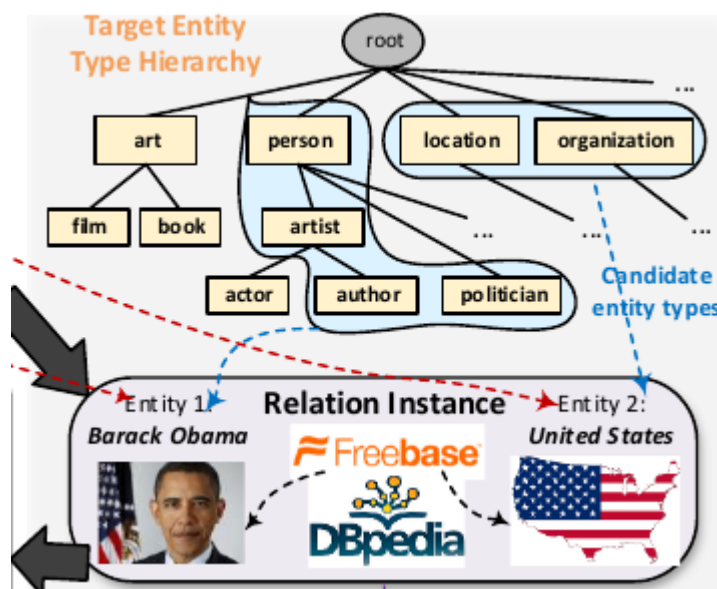 Target Entity
Type Hierarchy
root
...
art
person
location
organization
film
book
artist
...
...
...
actor
author
politician
Candidate
entity types
Entity 1:
Relation Instance
Entity 2:
Barack Obama
United States
Freebase
DBpedia